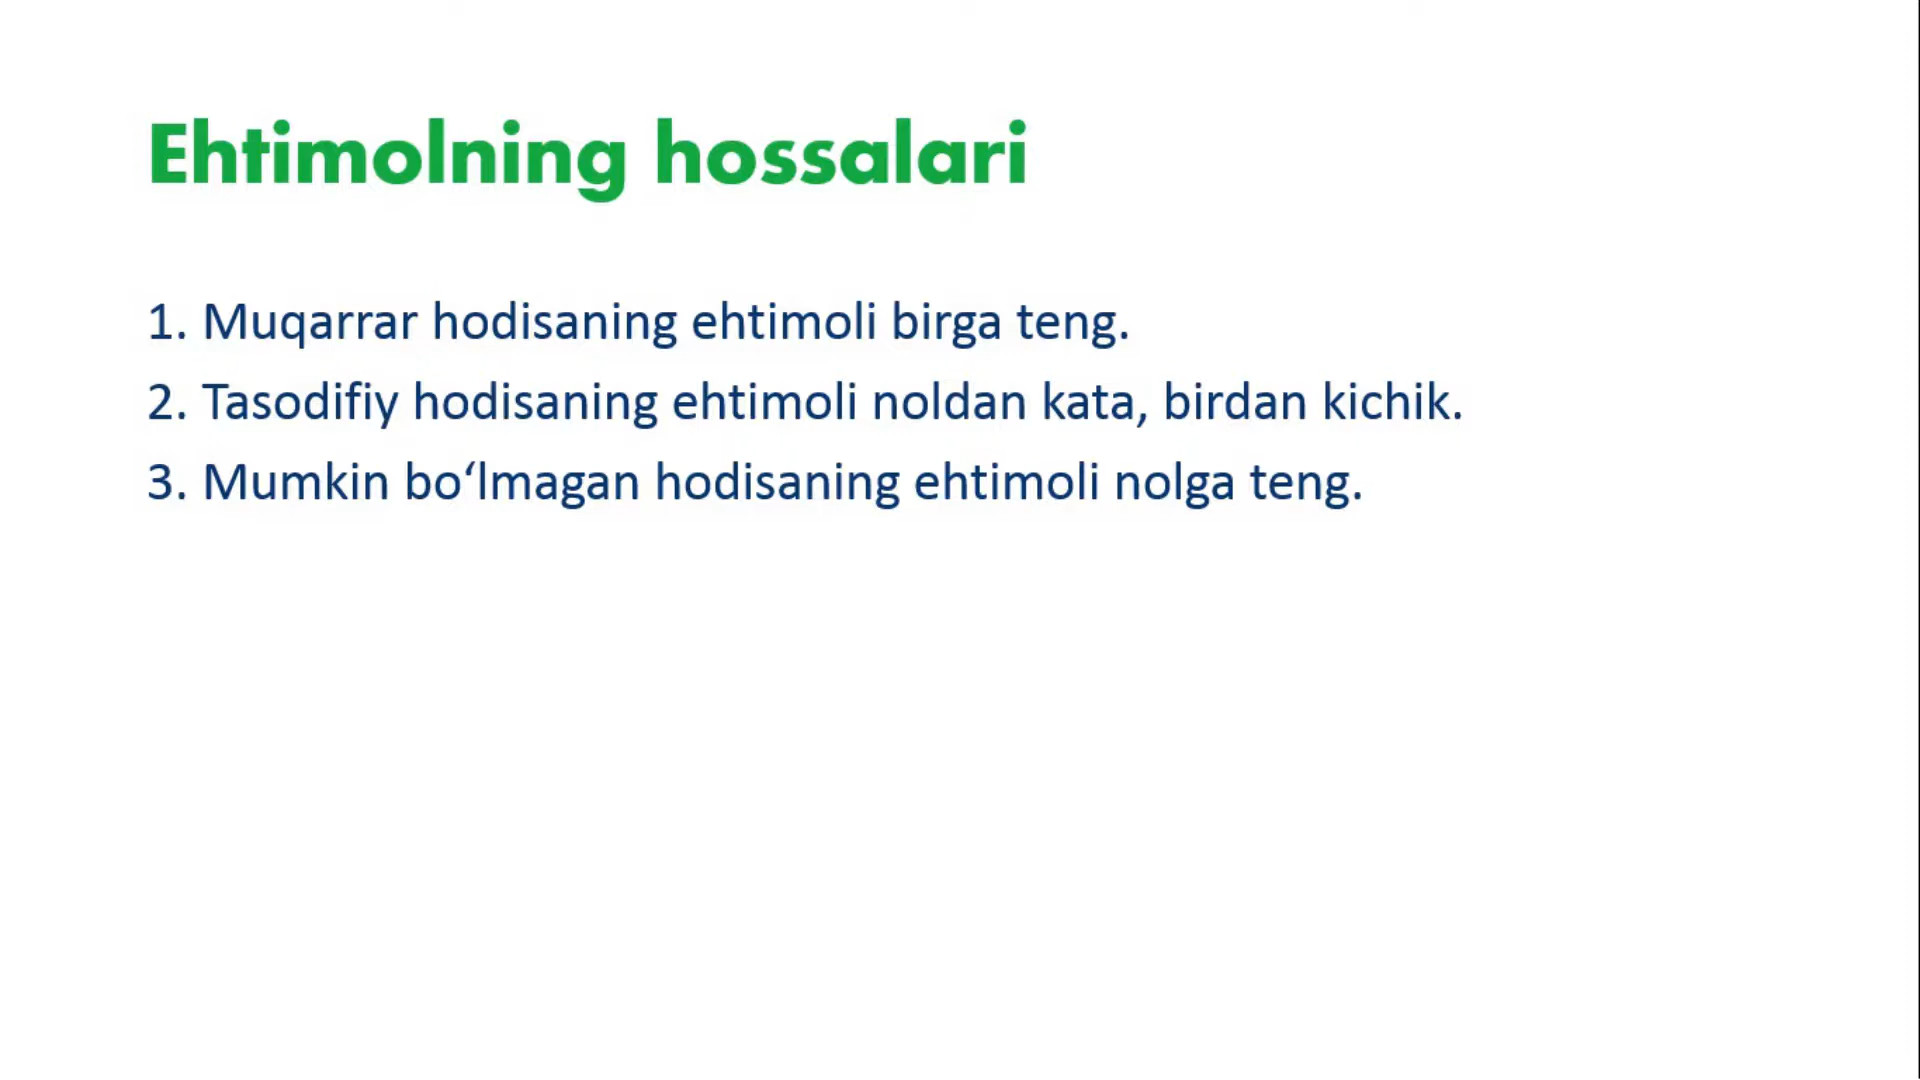 Ehtimolning hossalari
1. Muqarrar hodisaning ehtimoli birga teng.
2. Tasodifiy hodisaning ehtimoli noldan kata, birdan kichik.
3. Mumkin bo‘lmagan hodisaning ehtimoli nolga teng.